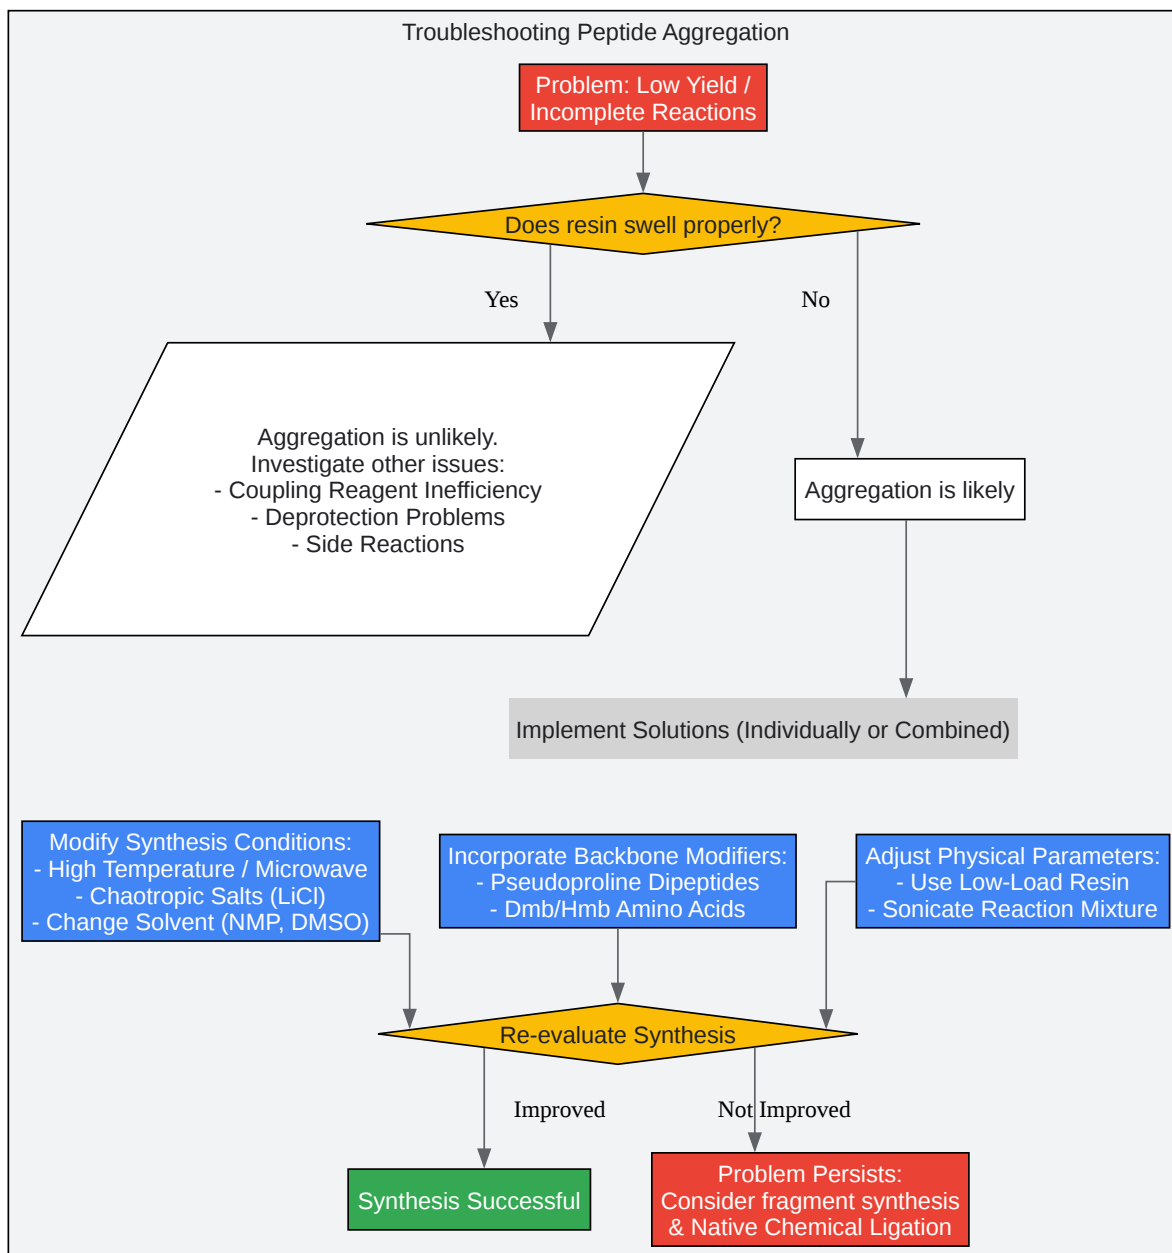 Troubleshooting Peptide Aggregation
Problem: Low Yield /
Incomplete Reactions
Does resin swell properly?
Yes
No
Aggregation is unlikely.
Investigate other issues:
- Coupling Reagent Inefficiency
- Deprotection Problems
- Side Reactions
Aggregation is likely
Implement Solutions (Individually or Combined)
Modify Synthesis Conditions:
- High Temperature / Microwave
- Chaotropic Salts (LiCl)
- Change Solvent (NMP, DMSO)
Incorporate Backbone Modifiers:
- Pseudoproline Dipeptides
- Dmb/Hmb Amino Acids
Adjust Physical Parameters:
- Use Low-Load Resin
- Sonicate Reaction Mixture
Re-evaluate Synthesis
Improved
Not Improved
Synthesis Successful
Problem Persists:
Consider fragment synthesis
& Native Chemical Ligation